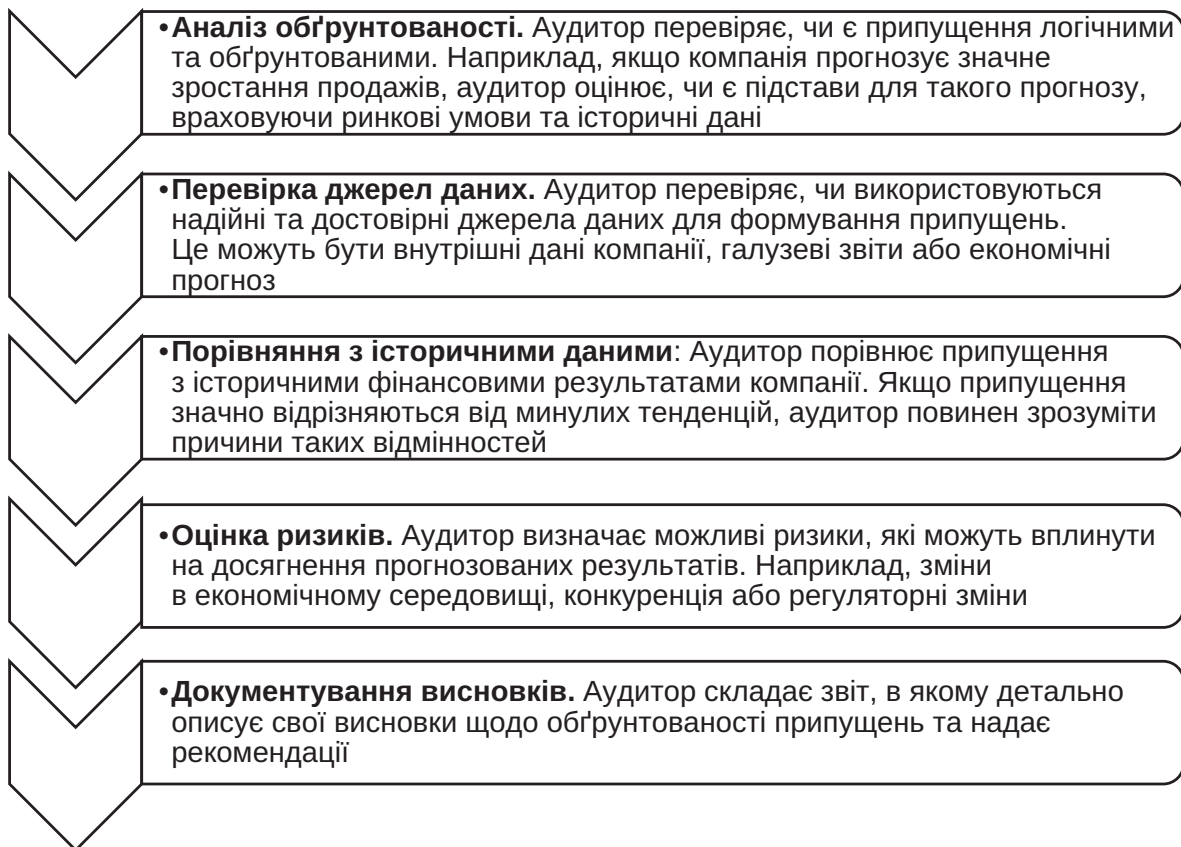 •Аналіз обґрунтованості. Аудитор перевіряє, чи є припущення логічними
та обґрунтованими. Наприклад, якщо компанія прогнозує значне
зростання продажів, аудитор оцінює, чи є підстави для такого прогнозу,
враховуючи ринкові умови та історичні дані
•Перевірка джерел даних. Аудитор перевіряє, чи використовуються
надійні та достовірні джерела даних для формування припущень.
Це можуть бути внутрішні дані компанії, галузеві звіти або економічні
прогноз
•Порівняння з історичними даними: Аудитор порівнює припущення
з історичними фінансовими результатами компанії. Якщо припущення
значно відрізняються від минулих тенденцій, аудитор повинен зрозуміти
причини таких відмінностей
•Оцінка ризиків. Аудитор визначає можливі ризики, які можуть вплинути
на досягнення прогнозованих результатів. Наприклад, зміни
в економічному середовищі, конкуренція або регуляторні зміни
•Документування висновків. Аудитор складає звіт, в якому детально
описує свої висновки щодо обґрунтованості припущень та надає
рекомендації